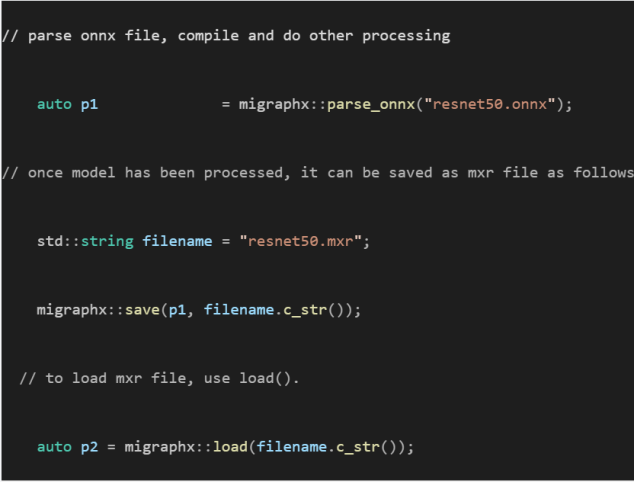 // parse onnx file, compile and do other processing
auto p1 = migraphx::parse_onnx("resnet50.onnx");
// once model has been processed, it can be saved as mxr file as follows
std::string filename = "resnet50.mxr";
migraphx::save(p1, filename.c_str());
// to load mxr file, use load().
auto p2 = migraphx::load(filename.c_str());